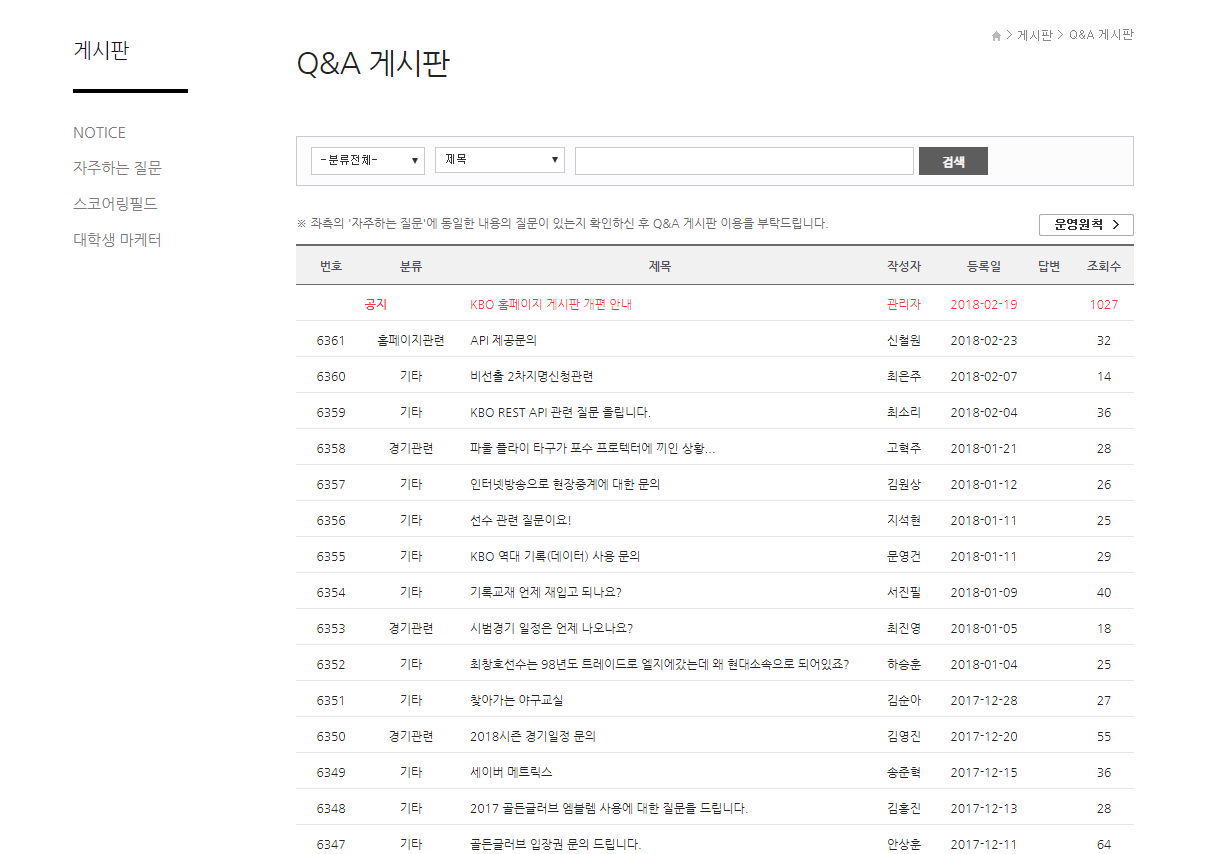 게시판
> 게시판 > Q&A 게시판
Q&A 게시판
NOTICE
자주하는 질문
스코어링필드
대학생 마케터
-분류전체- 제목 검색
※ 좌측의 '자주하는 질문'에 동일한 내용의 질문이 있는지 확인하신 후 Q&A 게시판 이용을 부탁드립니다. 운영원칙 >
번호 분류 제목 작성자 등록일 답변 조회수
공지 KBO 홈페이지 게시판 개편 안내 관리자 2018-02-19 1027
6361 홈페이지관련 API 제공문의 신철원 2018-02-23 32
6360 기타 비선출 2차지명신청관련 최은주 2018-02-07 14
6359 기타 KBO REST API 관련 질문 올립니다. 최소리 2018-02-04 36
6358 경기관련 파울 플라이 타구가 포수 프로텍터에 끼인 상황... 고혁주 2018-01-21 28
6357 기타 인터넷방송으로 현장중계에 대한 문의 김원상 2018-01-12 26
6356 기타 선수 관련 질문이요! 지석현 2018-01-11 25
6355 기타 KBO 역대 기록(데이터) 사용 문의 문영건 2018-01-11 29
6354 기타 기록교재 언제 재입고 되나요? 서진필 2018-01-09 40
6353 경기관련 시범경기 일정은 언제 나오나요? 최진영 2018-01-05 18
6352 기타 최창호선수는 98년도 트레이드로 엘지에갔는데 왜 현대소속으로 되어있죠? 하승훈 2018-01-04 25
6351 기타 찾아가는 야구교실 김순아 2017-12-28 27
6350 경기관련 2018시즌 경기일정 문의 김영진 2017-12-20 55
6349 기타 세이버 메트릭스 송준혁 2017-12-15 36
6348 기타 2017 골든글러브 엠블렘 사용에 대한 질문을 드립니다. 김홍진 2017-12-13 28
6347 기타 골든글러브 입장권 문의 드립니다. 안상훈 2017-12-11 64